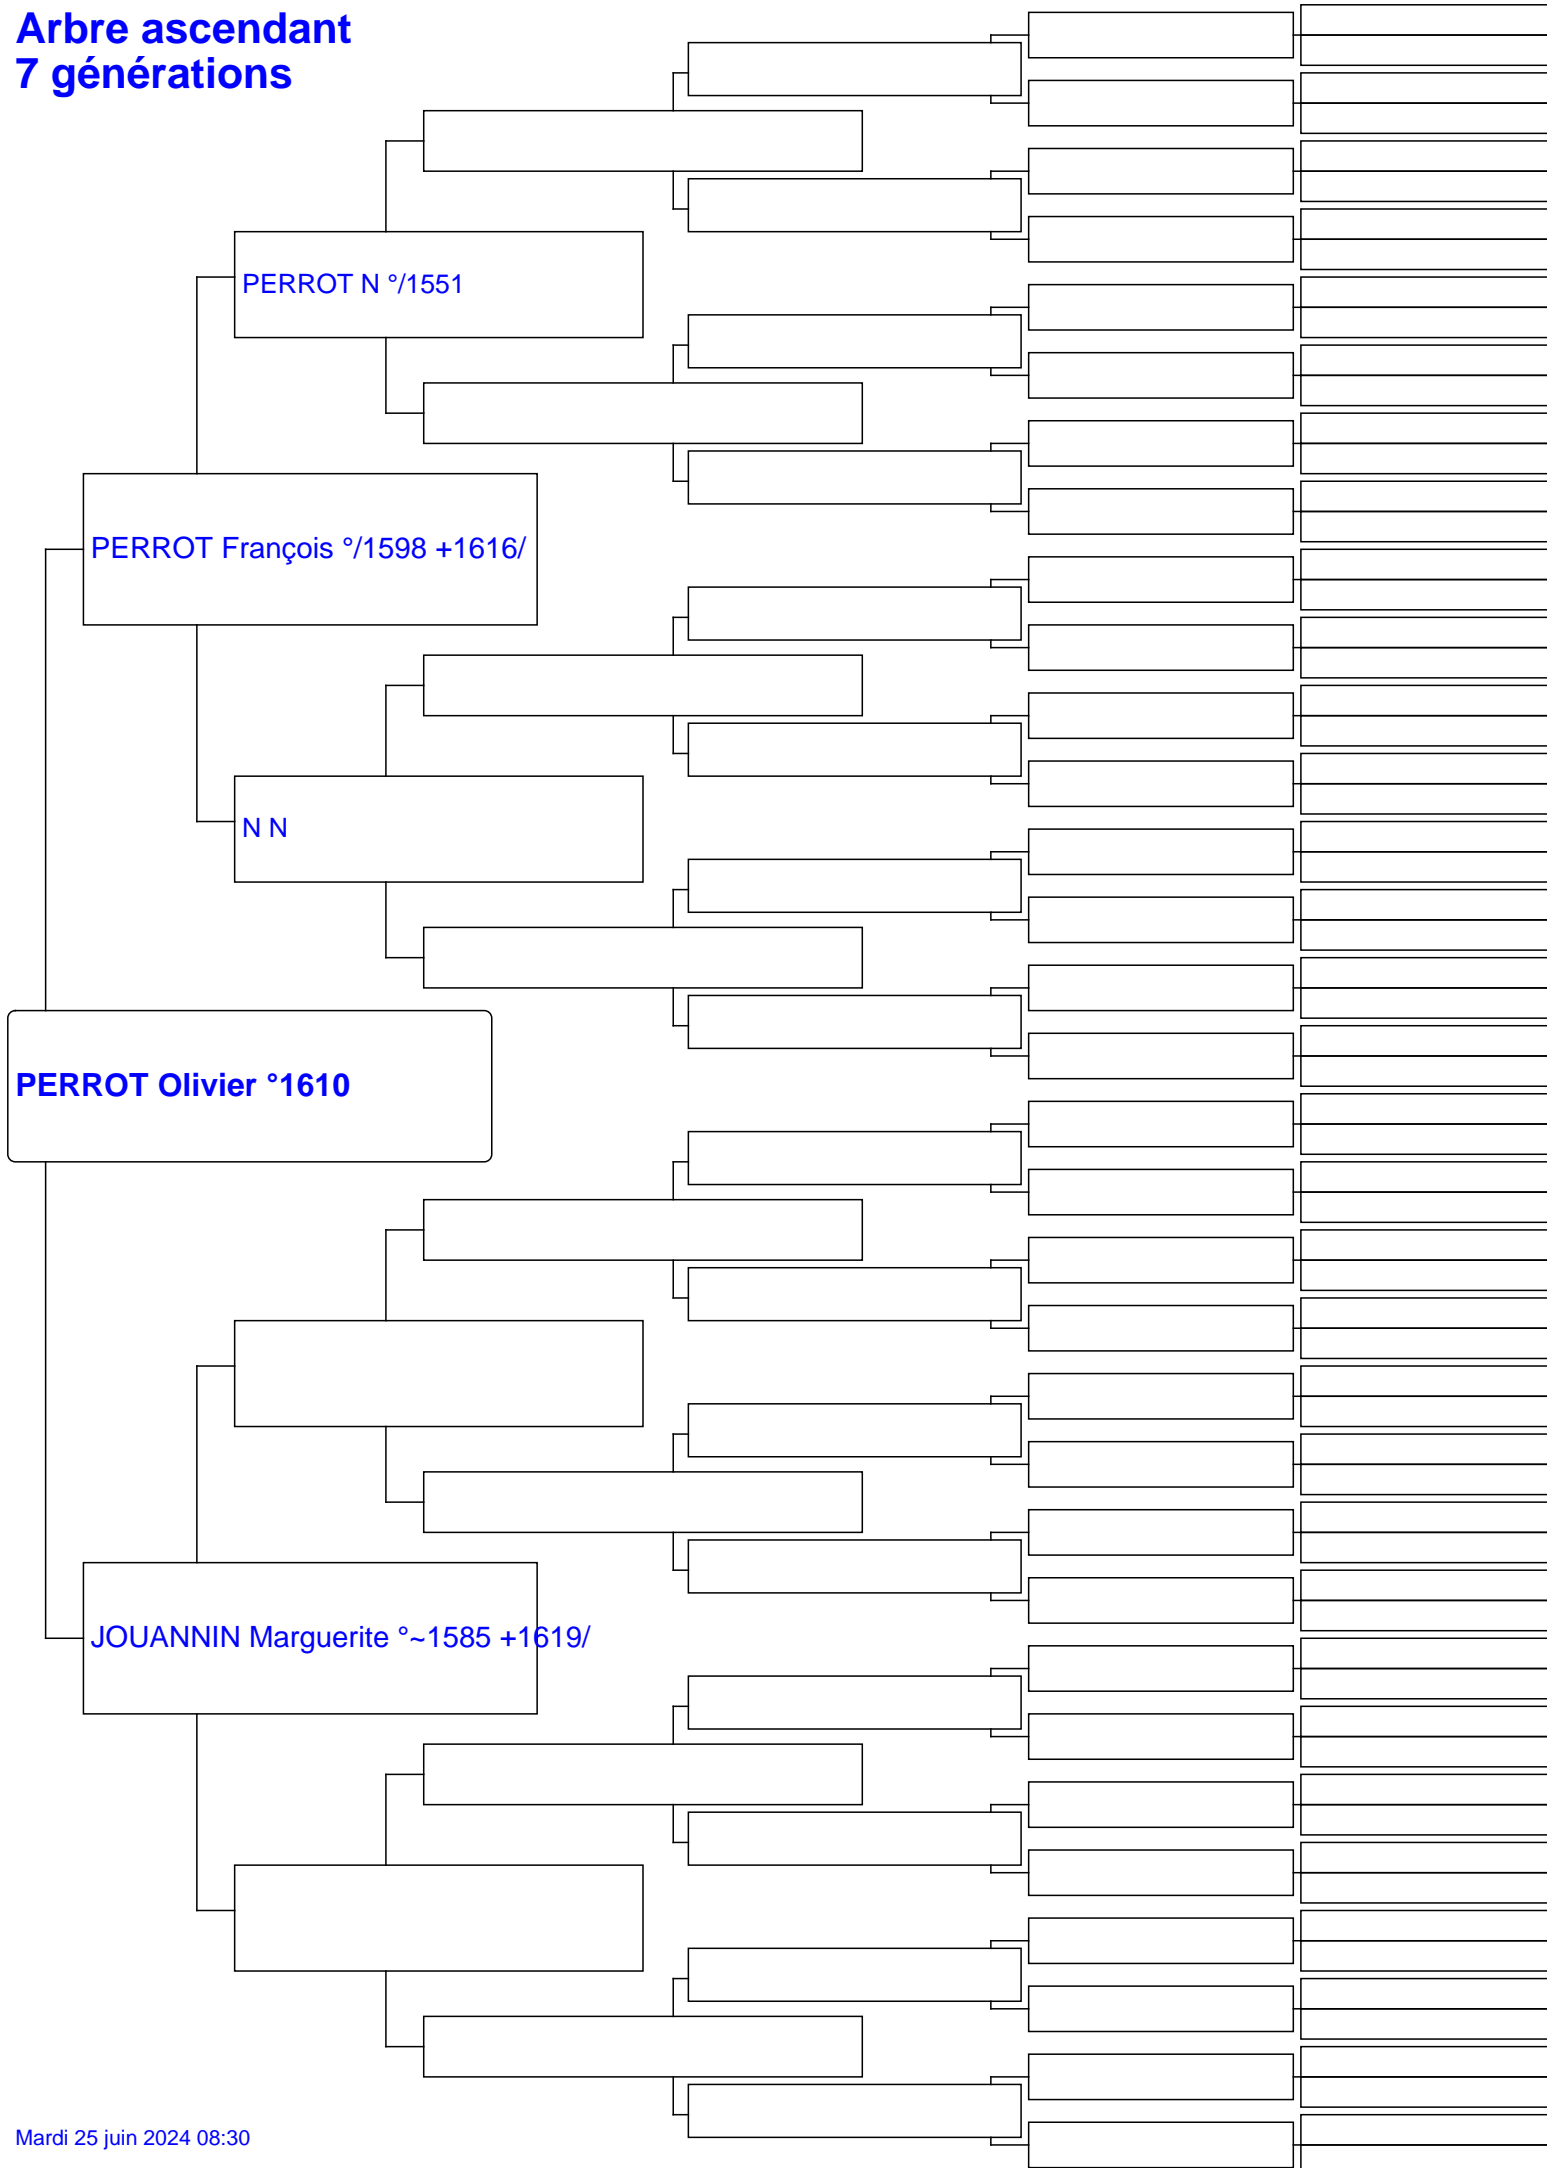 Arbre ascendant
7 générations
PERROT N °/1551
PERROT François °/1598 +1616/
N N
PERROT Olivier °1610
JOUANNIN Marguerite °~1585 +1619/
Mardi 25 juin 2024 08:30